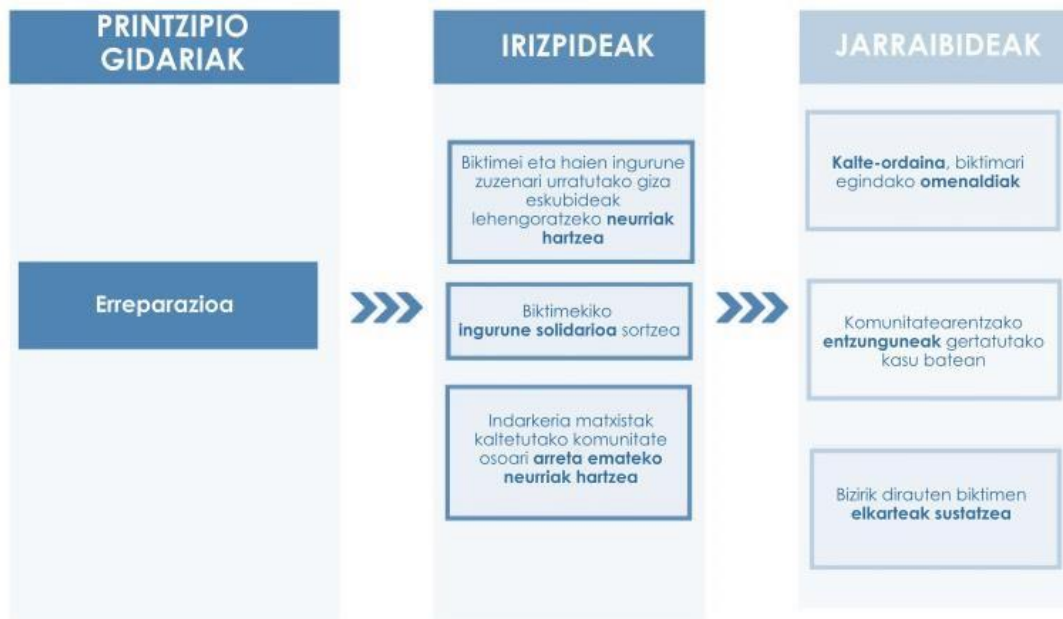 PRINTZIPIO
GIDARIAK
Erreparazioa
IRIZPIDEAK
Biktimei eta haien ingurune
zuzenari urratutako giza
eskubideak
lehengoratzeko neurriak
hartzea
Biktimekiko
ingurune solidarioa sortzea
Indarkeria matxistak
kaltetutako komunitate
osoari arreta emateko
neurriak hartzea
JARRAIBIDEAK
Kalte-ordaina, biktimari
egindako omenaldiak
Komunitatearentzako
entzunguneak gertatutako
kasu batean
Bizirik dirauten biktimen
elkarteak sustatzea